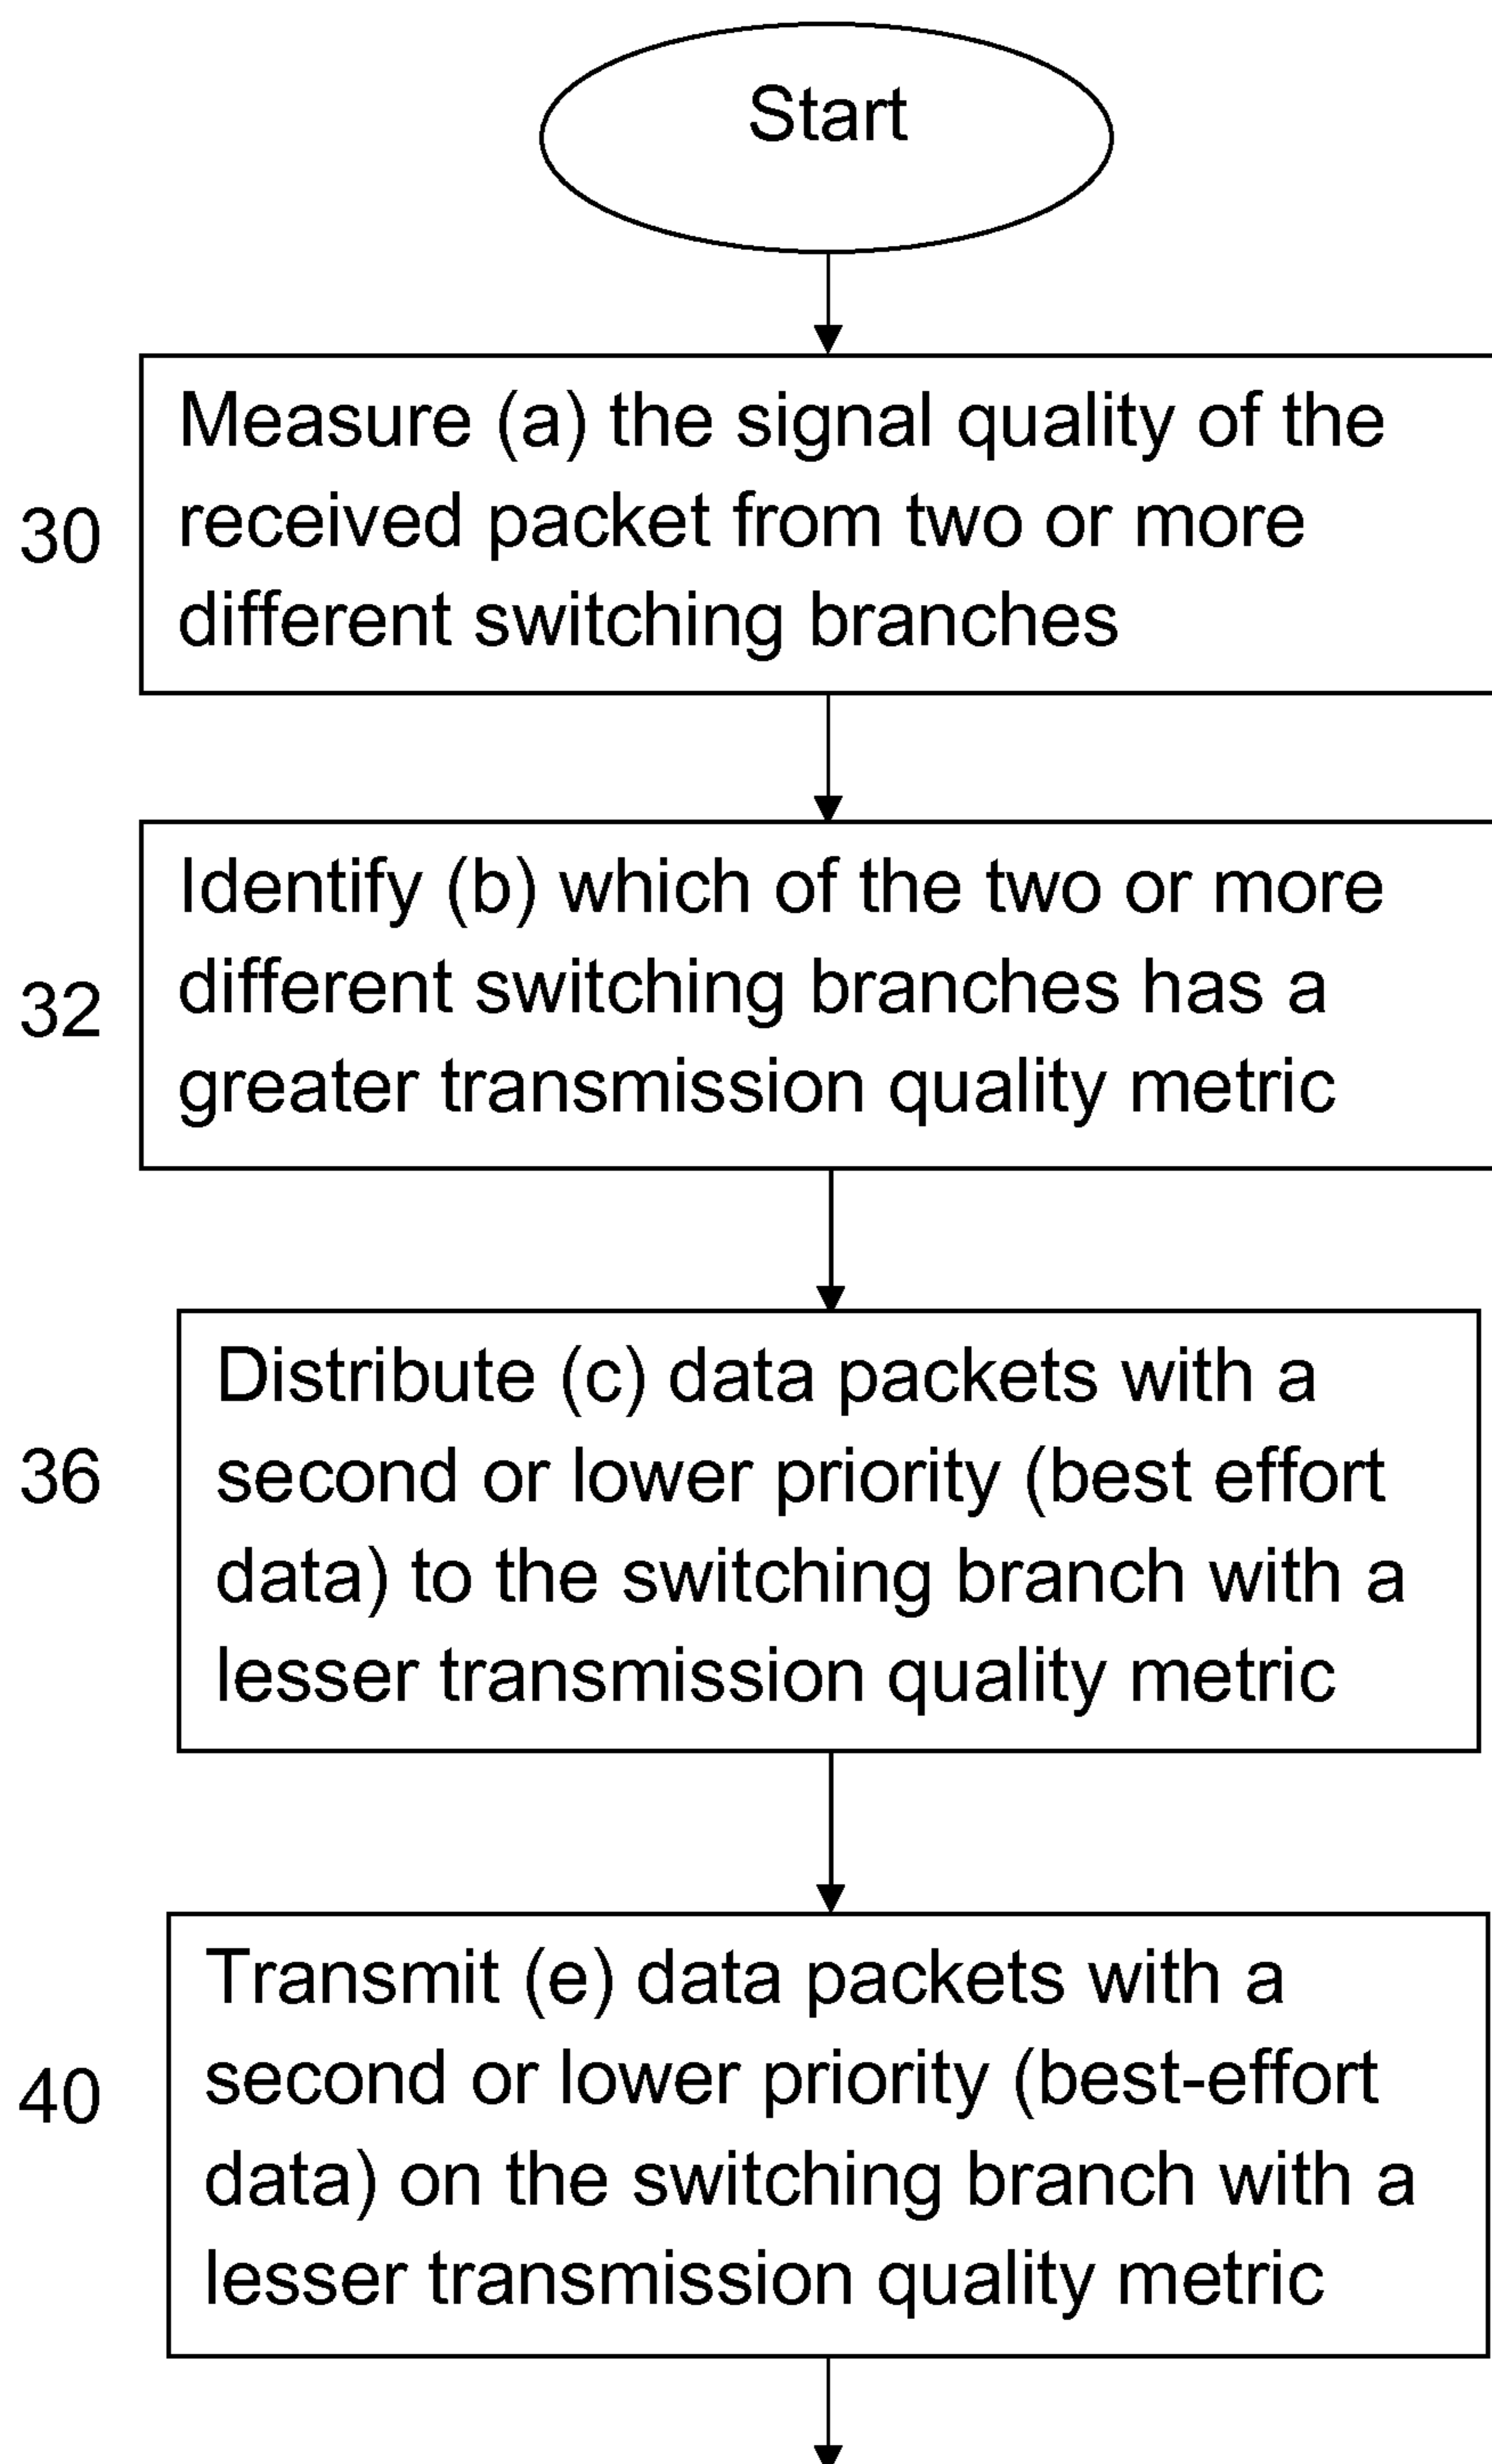 Start
Measure (a) the signal quality of the
received packet from two or more
different switching branches
30
Identify (b) which of the two or more
different switching branches has a
greater transmission quality metric
32
Distribute (c) data packets with a
second or lower priority (best effort
data) to the switching branch with a
lesser transmission quality metric
36
Transmit (e) data packets with a
second or lower priority (best-effort
data) on the switching branch with a
lesser transmission quality metric
40